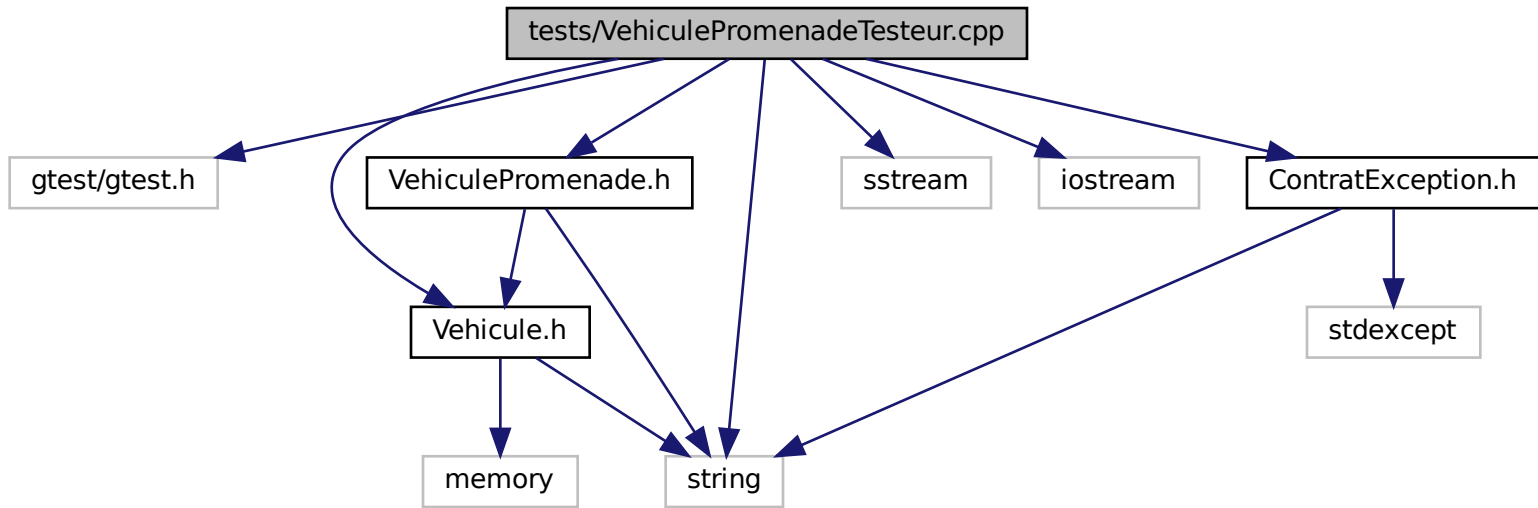 tests/VehiculePromenadeTesteur.cpp
gtest/gtest.h
VehiculePromenade.h
sstream
iostream
ContratException.h
Vehicule.h
stdexcept
memory
string